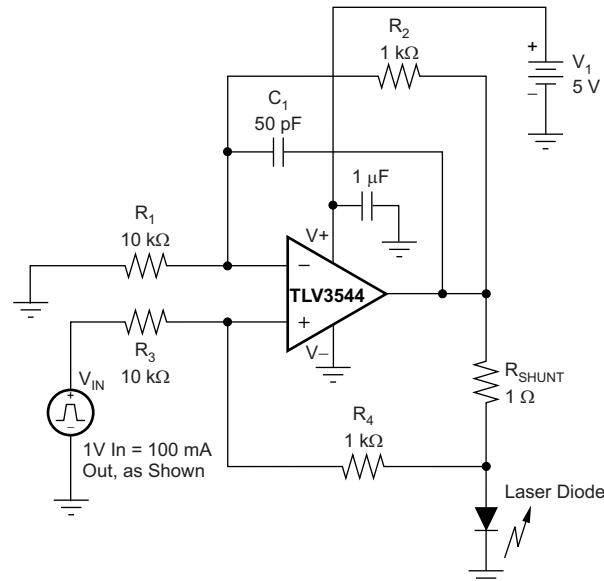 R2
1 kΩ
+
V1
–
5 V
C1
50 pF
1 μF
R1
10 kΩ
V+
–
TLV3544
+
V–
R3
10 kΩ
VIN
+
–
RSHUNT
1 Ω
R4
1 kΩ
1V In = 100 mA
Out, as Shown
Laser Diode